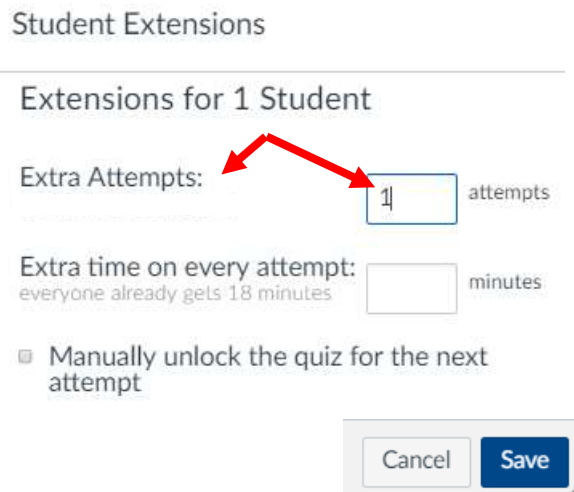 Student Extensions
Extensions for 1 Student
Extra Attempts:
1
attempts
Extra time on every attempt:
everyone already gets 18 minutes
minutes
Manually unlock the quiz for the next
attempt
Cancel
Save